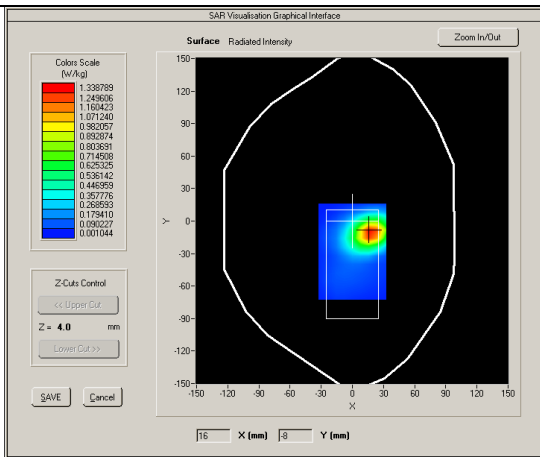 SAR Visualisation Graphical Interface
Surface Radiated Intensity
Zoom In/Out
Colors Scale
(W/kg)
1.338789
1.249606
1.160423
1.071240
0.982057
0.892874
0.803691
0.714508
0.625325
0.536142
0.446959
0.357776
0.268593
0.179410
0.090227
0.001044
150
120
90
60
30
0
-30
-60
-90
-120
-150
Y
-150 -120 -90 -60 -30 0 30 60 90 120 150
X
Z-Cuts Control
<< Upper Cut
Z = 4.0 mm
Lower Cut >>
SAVE Cancel
16 X (mm) -8 Y (mm)